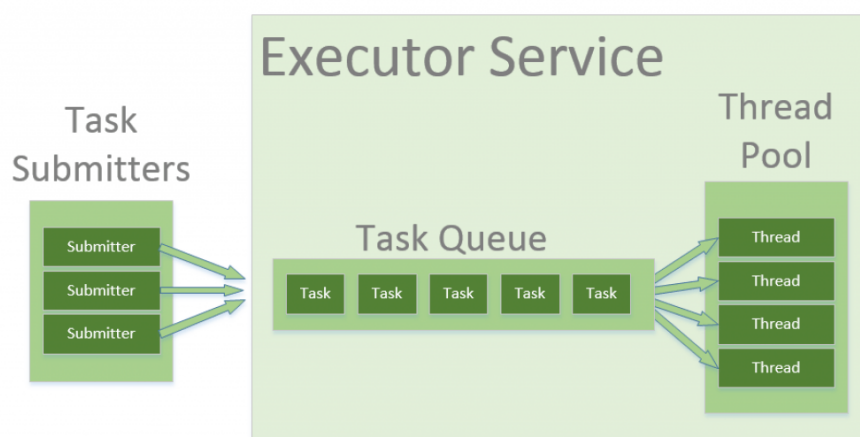 Executor Service
Task
Submitters
Submitter
Submitter
Submitter
Task Queue
Task Task Task Task Task
Thread
Pool
Thread
Thread
Thread
Thread